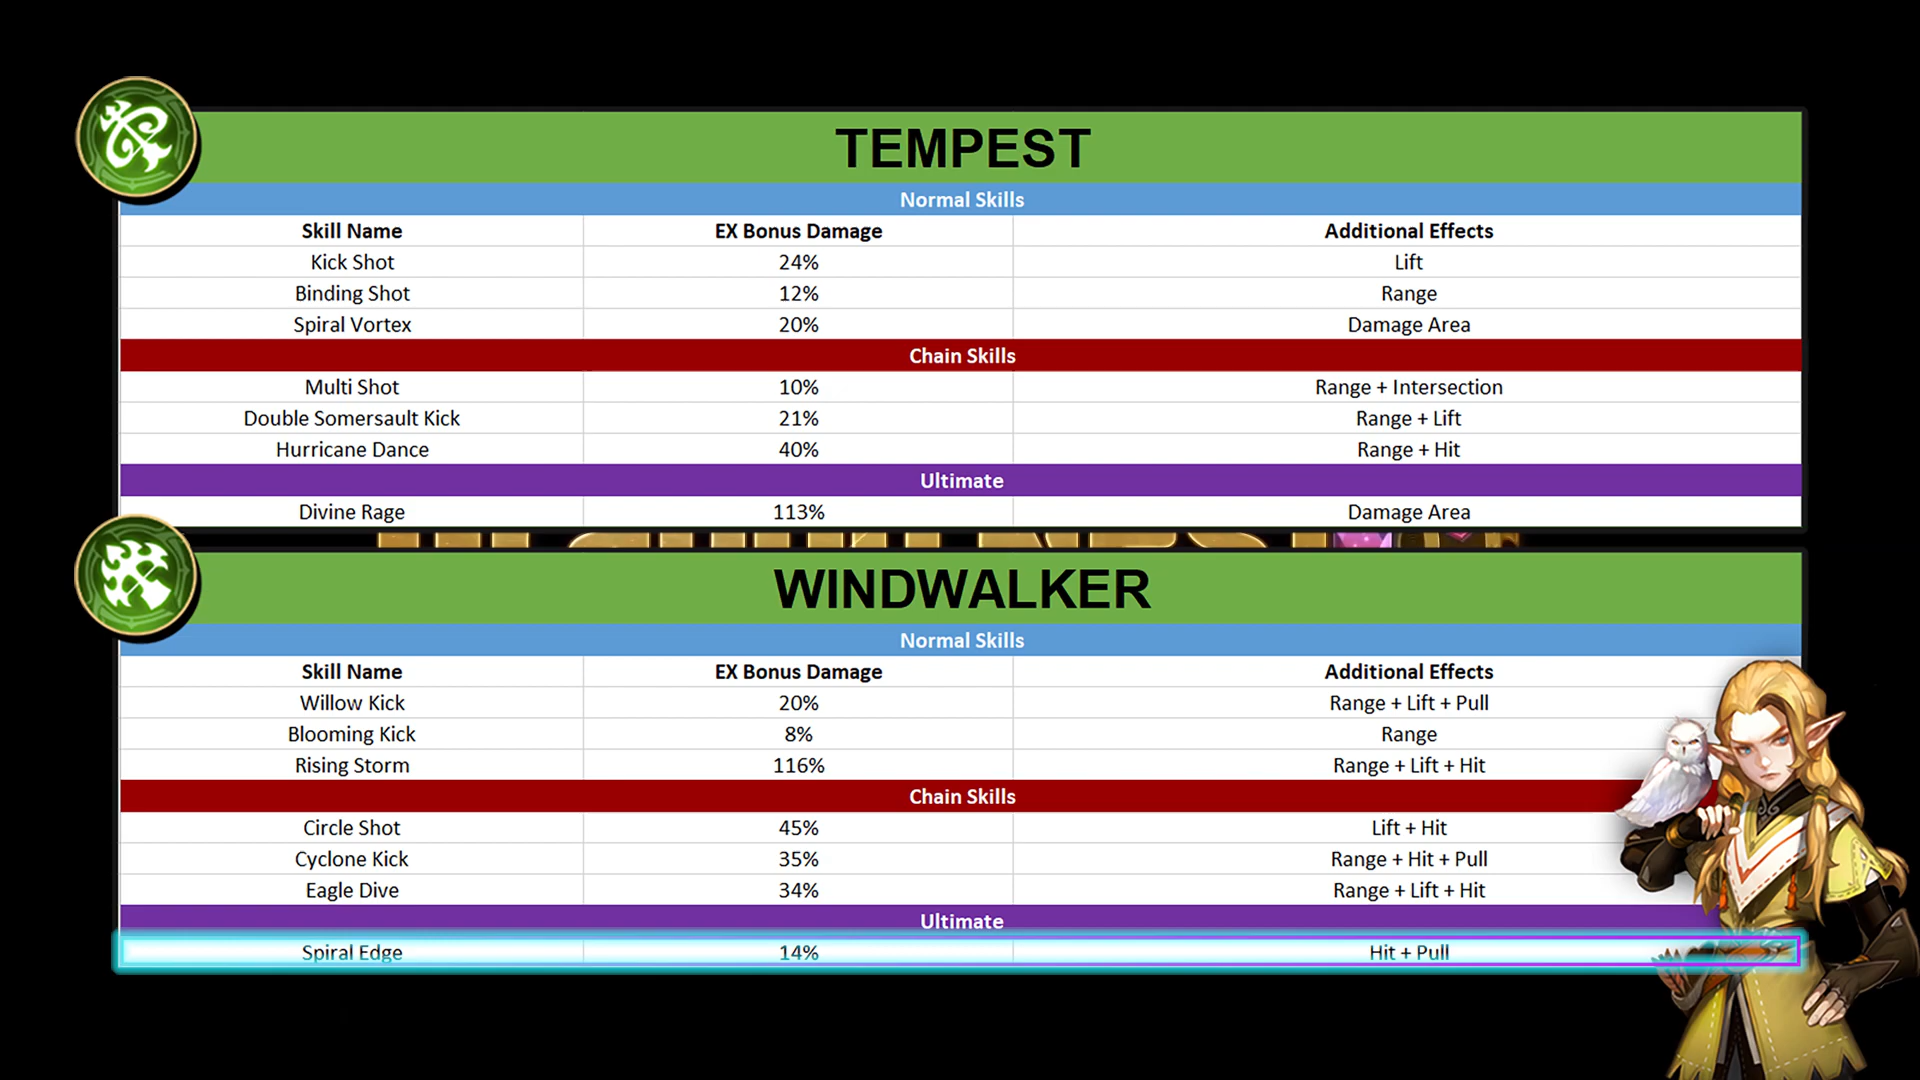 TEMPEST
Normal Skills
Skill Name EX Bonus Damage Additional Effects
Kick Shot 24% Lift
Binding Shot 12% Range
Spiral Vortex 20% Damage Area
Chain Skills
Multi Shot 10% Range + Intersection
Double Somersault Kick 21% Range + Lift
Hurricane Dance 40% Range + Hit
Ultimate
Divine Rage 113% Damage Area
WINDWALKER
Normal Skills
Skill Name EX Bonus Damage Additional Effects
Willow Kick 20% Range + Lift + Pull
Blooming Kick 8% Range
Rising Storm 116% Range + Lift + Hit
Chain Skills
Circle Shot 45% Lift + Hit
Cyclone Kick 35% Range + Hit + Pull
Eagle Dive 34% Range + Lift + Hit
Ultimate
Spiral Edge 14% Hit + Pull